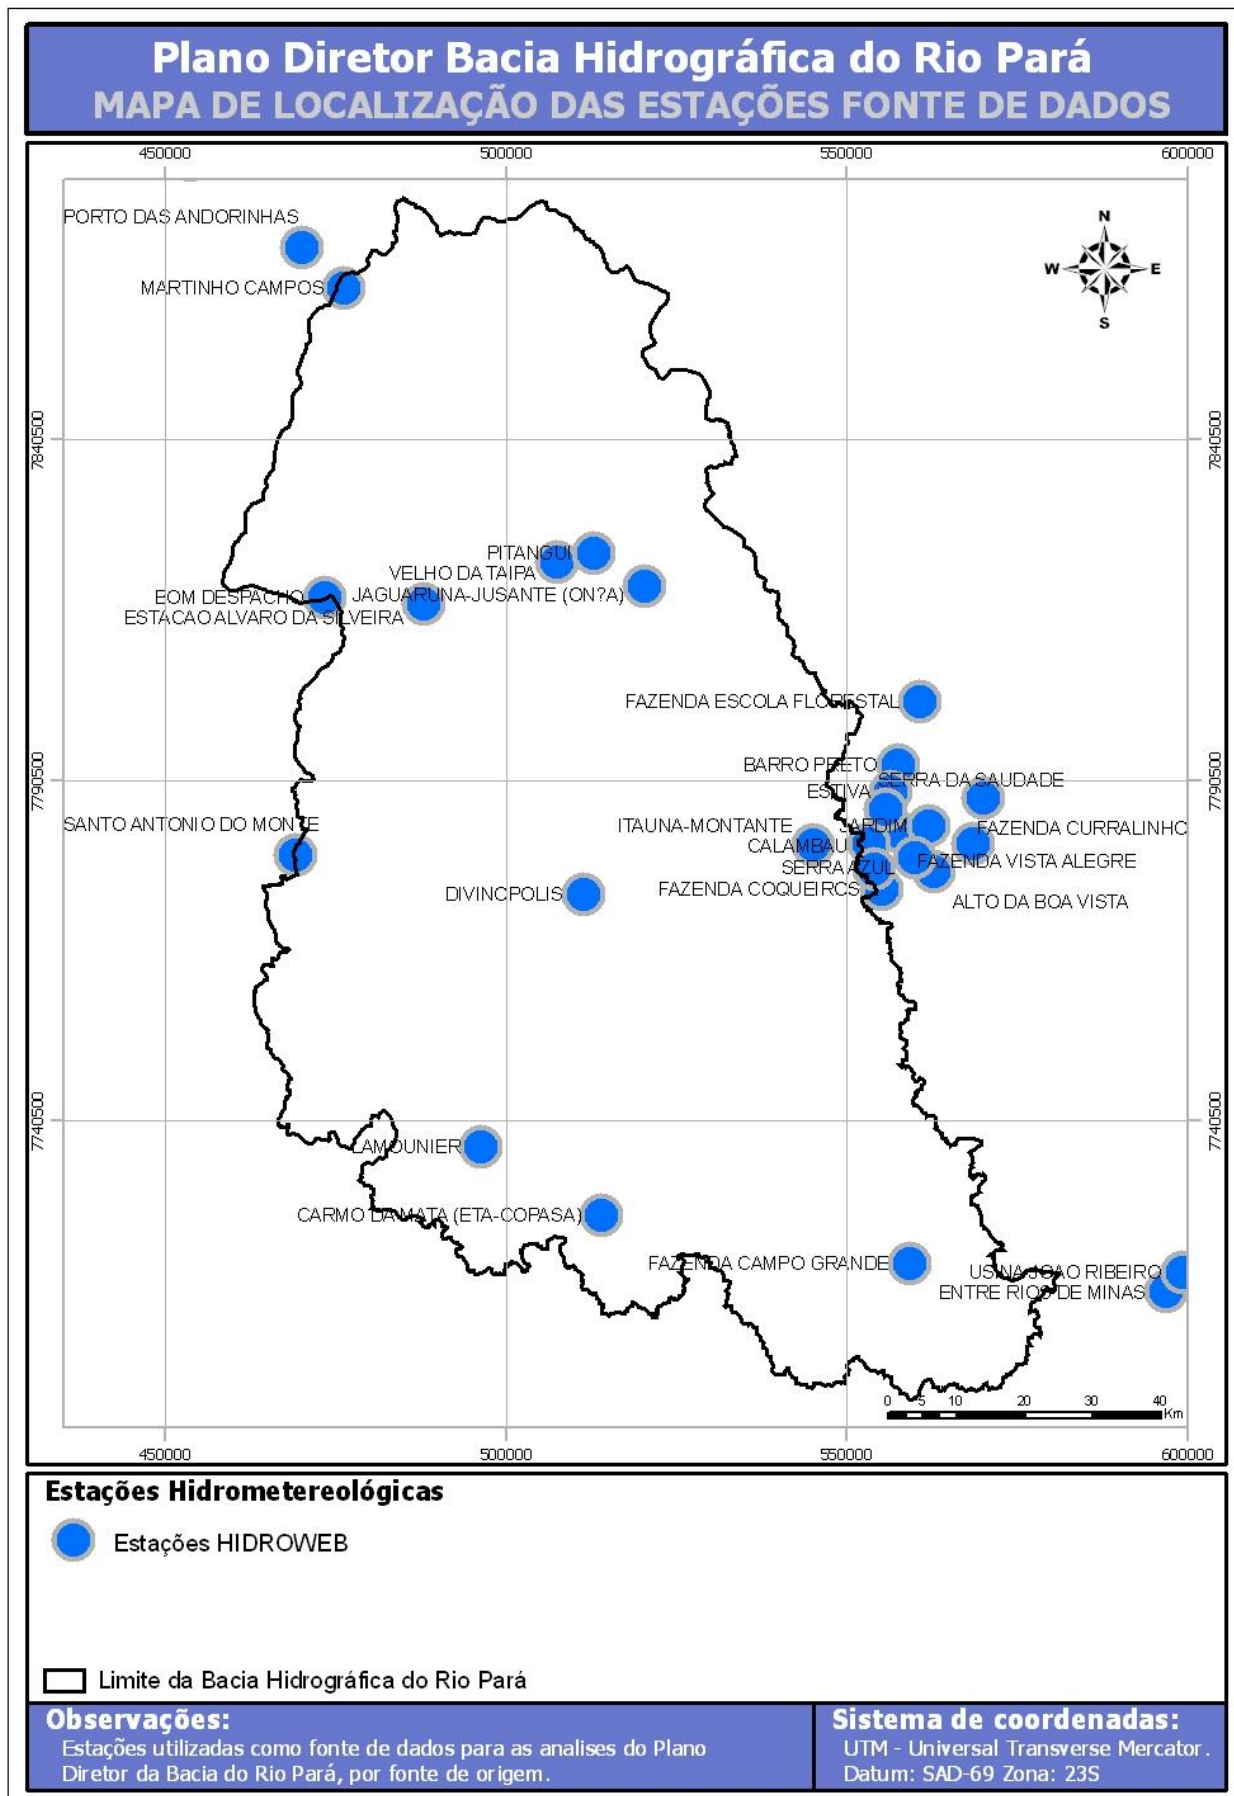 Plano Diretor Bacia Hidrográfica do Rio Pará
MAPA DE LOCALIZAÇÃO DAS ESTAÇÕES FONTE DE DADOS
450000 500000 550000 600000
PORTO DAS ANDORINHAS
N
W E
S
MARTINHO CAMPOS
7840500 7840500
PITANGUI
VELHO DA TAIPA
JAGUARUNA-JUSANTE (ON?A)
BOM DESPACHO
ESTACAO ALVARO DA SILVEIRA
FAZENDA ESCOLA FLORESTAL
BARRO PRETO
SERRA DA SAUDADE
7790500 7790500
ESTIVA
SANTO ANTONIO DO MONTE
ITAUNA-MONTANTE
JARDIM
FAZENDA CURRALINHO
CALAMBAU
FAZENDA VISTA ALEGRE
SERRA AZUL
FAZENDA COQUEIROS
DIVINOPOLIS
ALTO DA BOA VISTA
7740500 7740500
LAMOUNIER
CARMO DA MATA (ETA-COPASA)
FAZENDA CAMPO GRANDE
USINA JOAO RIBEIRO
ENTRE RIOS DE MINAS
0 5 10 20 30 40
Km
450000 500000 550000 600000
Estações Hidrometereológicas
Estações HIDROWEB
Limite da Bacia Hidrográfica do Rio Pará
Observações:
Estações utilizadas como fonte de dados para as analises do Plano
Diretor da Bacia do Rio Pará, por fonte de origem.
Sistema de coordenadas:
UTM - Universal Transverse Mercator.
Datum: SAD-69 Zona: 23S